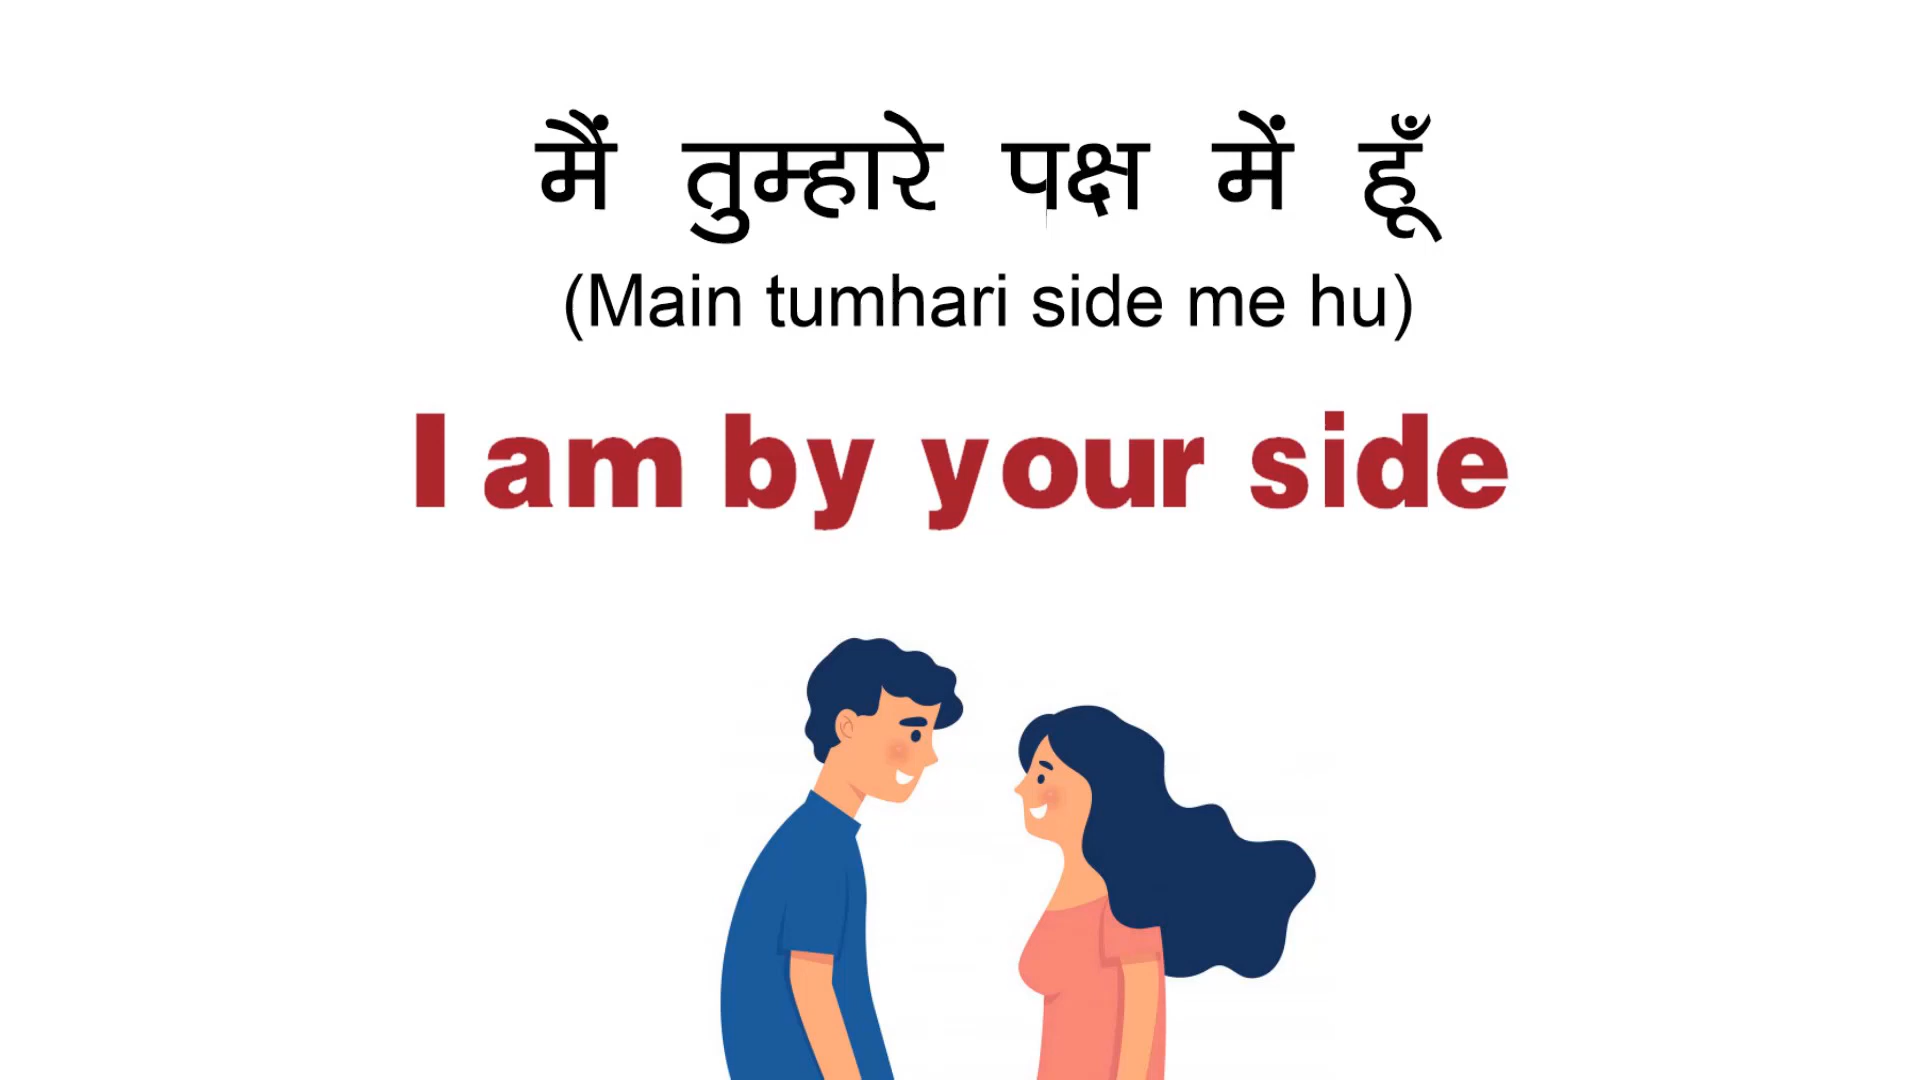 मैं तुम्हारे पक्ष में हूँ
(Main tumhari side me hu)
I am by your side